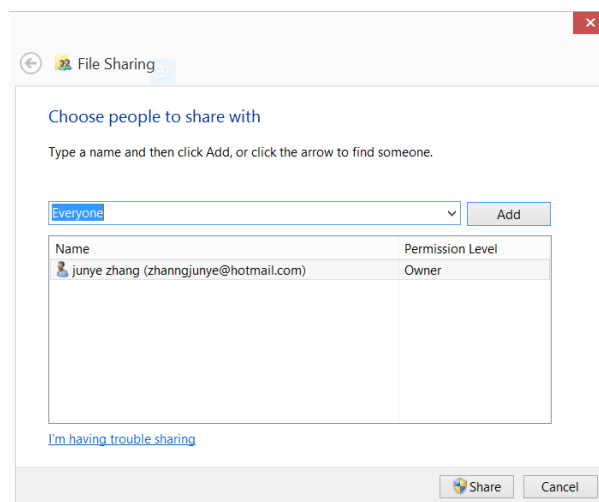 File Sharing
Choose people to share with
Type a name and then click Add, or click the arrow to find someone.
Everyone Add
Name Permission Level
junye zhang (zhanngjunye@hotmail.com) Owner
I'm having trouble sharing
Share Cancel